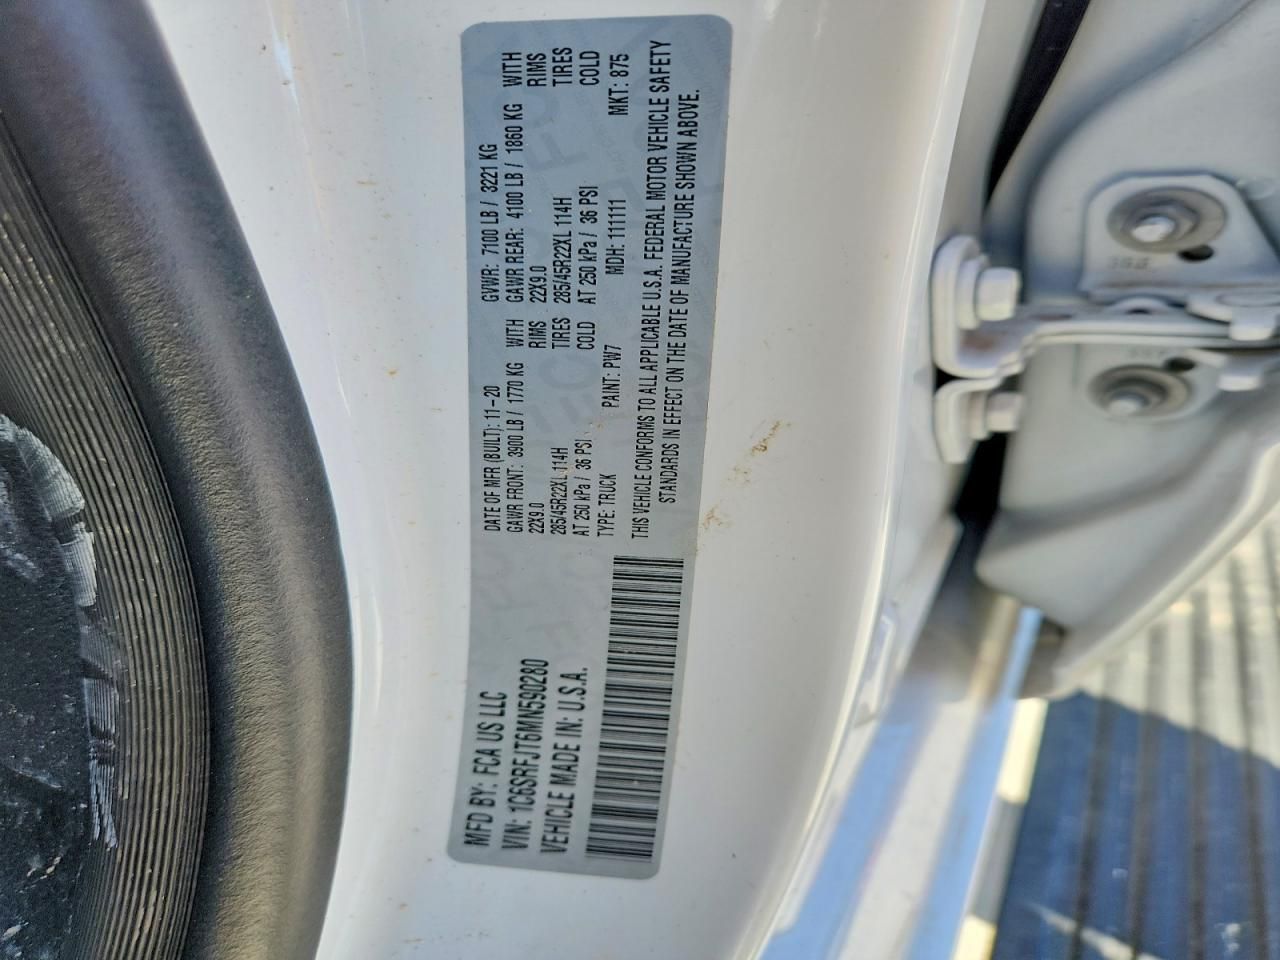 MFD BY: FCA US LLC
VIN: 1C6SRFJT6MN590280
VEHICLE MADE IN: U.S.A.
DATE OF MFR (BUILT): 11-20 GVWR: 7100 LB / 3221 KG
GAWR FRONT: 3900 LB / 1770 KG WITH GAWR REAR: 4100 LB / 1860 KG WITH
22X9.0 RIMS 22X9.0 RIMS
285/45R22XL 114H TIRES 285/45R22XL 114H TIRES
AT 250 kPa / 36 PSI COLD AT 250 kPa / 36 PSI COLD
TYPE: TRUCK PAINT: PW7 MDH: 111111 MKT: 875
THIS VEHICLE CONFORMS TO ALL APPLICABLE U.S.A. FEDERAL MOTOR VEHICLE SAFETY
STANDARDS IN EFFECT ON THE DATE OF MANUFACTURE SHOWN ABOVE.